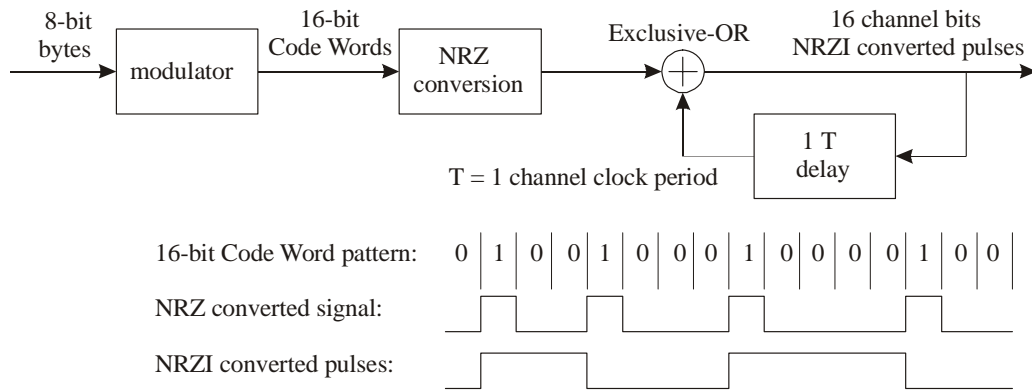 8-bit
bytes
modulator
16-bit
Code Words
NRZ
conversion
Exclusive-OR
16 channel bits
NRZI converted pulses
1 T
delay
T = 1 channel clock period
16-bit Code Word pattern: 0 1 0 0 1 0 0 0 1 0 0 0 0 1 0 0
NRZ converted signal:
NRZI converted pulses: